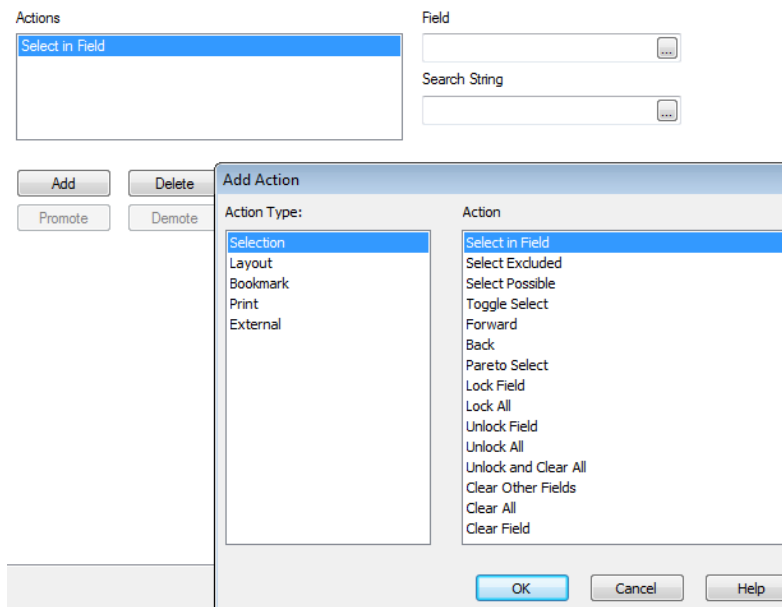 Actions
Field
Select in Field
...
Search String
...
Add
Delete
Promote
Demote
Add Action
Action Type:
Action
Selection
Layout
Bookmark
Print
External
Select in Field
Select Excluded
Select Possible
Toggle Select
Forward
Back
Pareto Select
Lock Field
Lock All
Unlock Field
Unlock All
Unlock and Clear All
Clear Other Fields
Clear All
Clear Field
OK
Cancel
Help